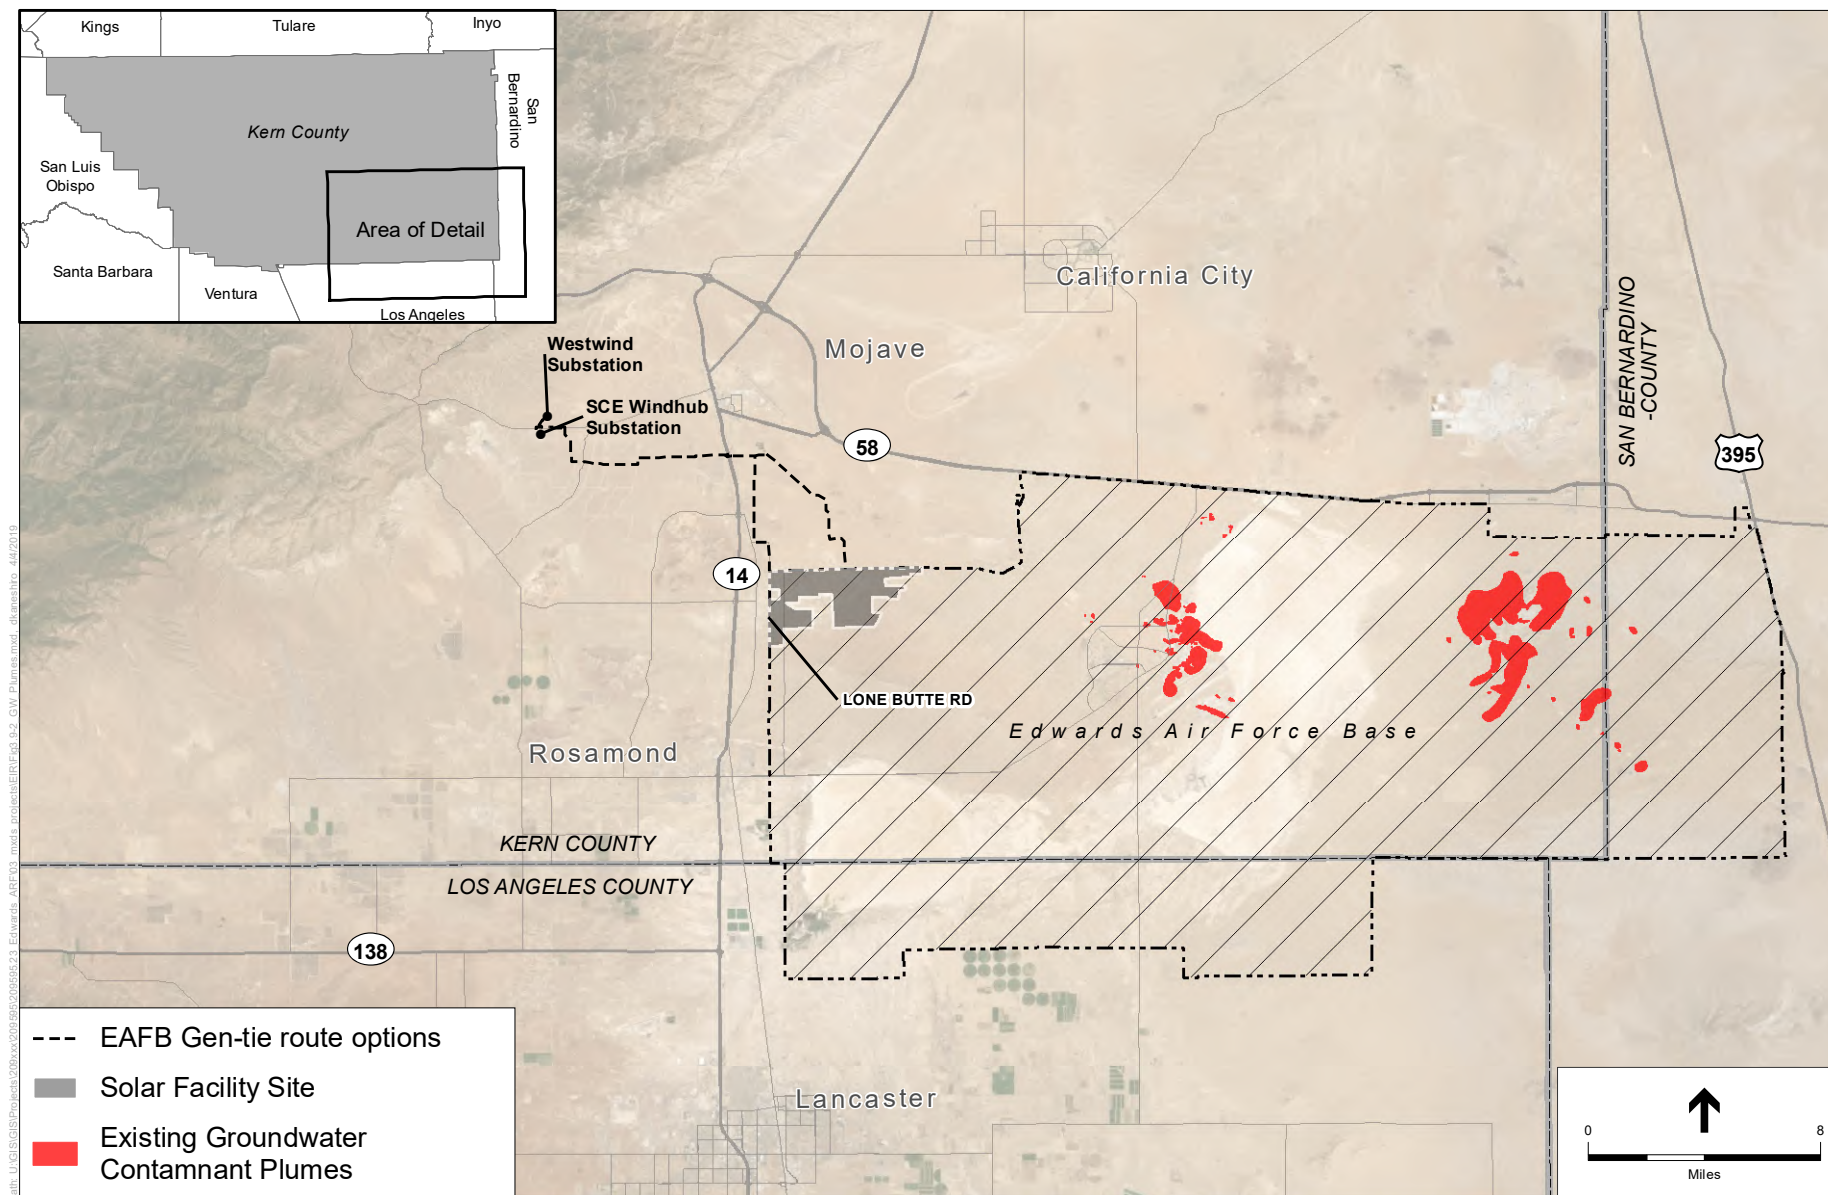 Kings
Tulare
Inyo
San
Bernardino
Kern County
San Luis
Obispo
Area of Detail
Santa Barbara
Ventura
Los Angeles
California City
Mojave
Westwind
Substation
SCE Windhub
Substation
58
SAN BERNARDINO
COUNTY
395
14
LONE BUTTE RD
Edwards Air Force Base
Rosamond
KERN COUNTY
LOS ANGELES COUNTY
138
Lancaster
EAFB Gen-tie route options
Solar Facility Site
Existing Groundwater
Contamnant Plumes
0 8
Miles